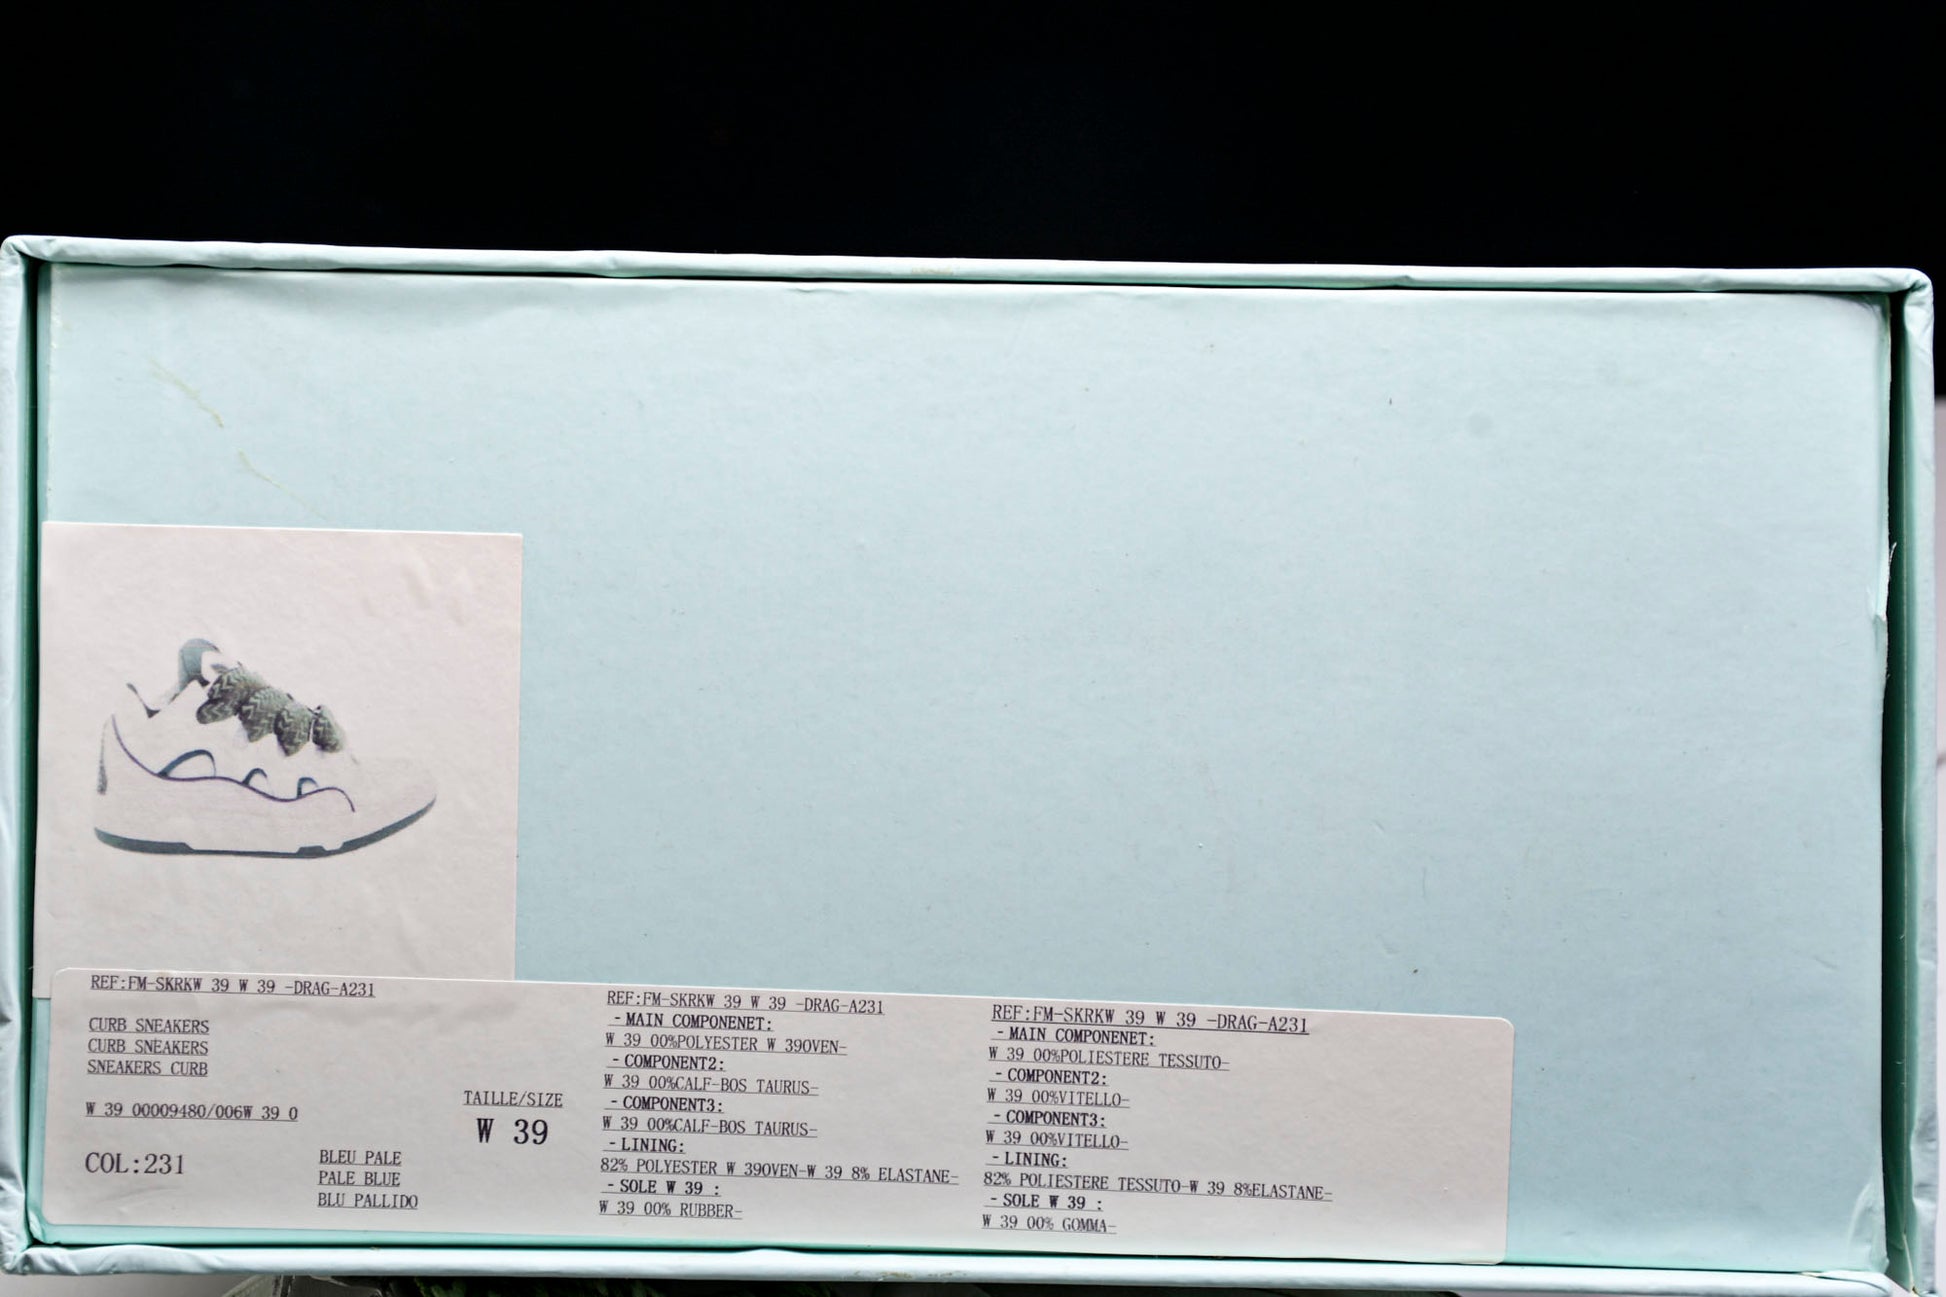 REF:FM-SKRKW 39 W 39 -DRAG-A231
CURB SNEAKERS
CURB SNEAKERS
SNEAKERS CURB
W 39 00009480/006W 39 0
COL:231
BLEU PALE
PALE BLUE
BLU PALLIDO
TAILLE/SIZE
W 39
REF:FM-SKRKW 39 W 39 -DRAG-A231
-MAIN COMPONENET:
W 39 00%POLYESTER W 39OVEN-
-COMPONENT2:
W 39 00%CALF-BOS TAURUS-
-COMPONENT3:
W 39 00%CALF-BOS TAURUS-
-LINING:
82% POLYESTER W 39OVEN-W 39 8% ELASTANE-
-SOLE W 39 :
W 39 00% RUBBER-
REF:FM-SKRKW 39 W 39 -DRAG-A231
-MAIN COMPONENET:
W 39 00%POLIESTERE TESSUTO-
-COMPONENT2:
W 39 00%VITELLO-
-COMPONENT3:
W 39 00%VITELLO-
-LINING:
82% POLIESTERE TESSUTO-W 39 8%ELASTANE-
-SOLE W 39 :
W 39 00% GOMMA-